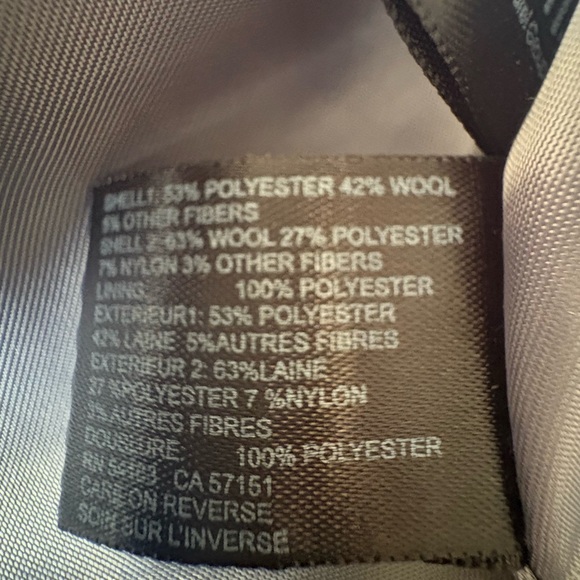 SHELL1: 53% POLYESTER 42% WOOL
5% OTHER FIBERS
SHELL 2: 63% WOOL 27% POLYESTER
7% NYLON 3% OTHER FIBERS
LINING: 100% POLYESTER
EXTERIEUR1: 53% POLYESTER
42% LAINE: 5%AUTRES FIBRES
EXTERIEUR 2: 63%LAINE
27 %POLYESTER 7 %NYLON
3% AUTRES FIBRES
DOUBLURE: 100% POLYESTER
RN CA 57151
CARE ON REVERSE
SOIN SUR L'INVERSE